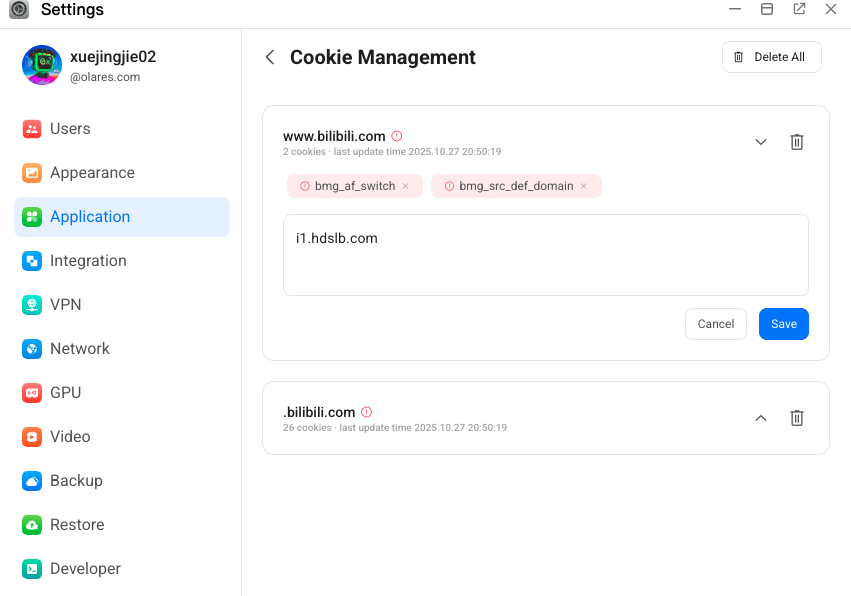 Settings
xuejingjie02
@olares.com
Users
Appearance
Application
Integration
VPN
Network
GPU
Video
Backup
Restore
Developer
Cookie Management
Delete All
www.bilibili.com
2 cookies · last update time 2025.10.27 20:50:19
bmg_af_switch ×
bmg_src_def_domain ×
i1.hdslb.com
Cancel
Save
.bilibili.com
26 cookies · last update time 2025.10.27 20:50:19